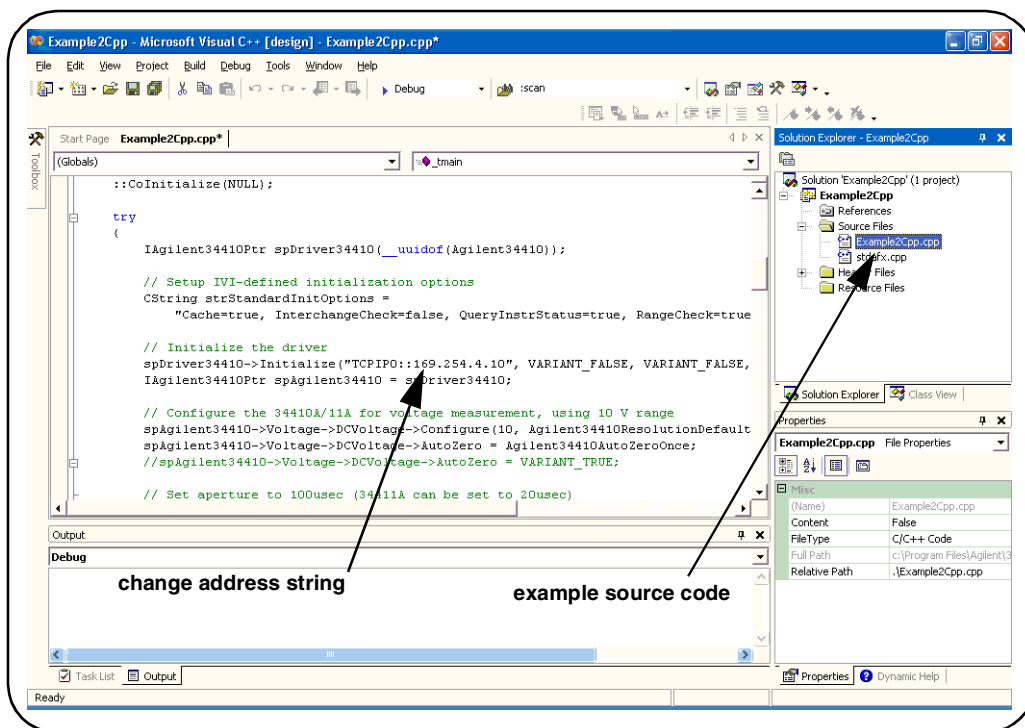 Example2Cpp - Microsoft Visual C++ [design] - Example2Cpp.cpp*
File Edit View Project Build Debug Tools Window Help
Debug :scan
Toolbox
Start Page Example2Cpp.cpp*
(Globals) _tmain
::CoInitialize(NULL);
try
{
IAgilent34410Ptr spDriver34410(__uuidof(Agilent34410));
// Setup IVI-defined initialization options
CString strStandardInitOptions =
"Cache=true, InterchangeCheck=false, QueryInstrStatus=true, RangeCheck=true
// Initialize the driver
spDriver34410->Initialize("TCPIP0::169.254.4.10", VARIANT_FALSE, VARIANT_FALSE,
IAgilent34410Ptr spAgilent34410 = spDriver34410;
// Configure the 34410A/11A for voltage measurement, using 10 V range
spAgilent34410->Voltage->DCVoltage->Configure(10, Agilent34410ResolutionDefault
spAgilent34410->Voltage->DCVoltage->AutoZero = Agilent34410AutoZeroOnce;
//spAgilent34410->Voltage->DCVoltage->AutoZero = VARIANT_TRUE;
// Set aperture to 100usec (34411A can be set to 20usec)
Output
Debug
change address string
example source code
Task List Output
Ready
Solution Explorer - Example2Cpp
Solution 'Example2Cpp' (1 project)
Example2Cpp
References
Source Files
Example2Cpp.cpp
stdafx.cpp
Header Files
Resource Files
Solution Explorer Class View
Properties
Example2Cpp.cpp File Properties
Misc
(Name) Example2Cpp.cpp
Content False
FileType C/C++ Code
Full Path c:\Program Files\Agilent\3
Relative Path .\Example2Cpp.cpp
Properties Dynamic Help